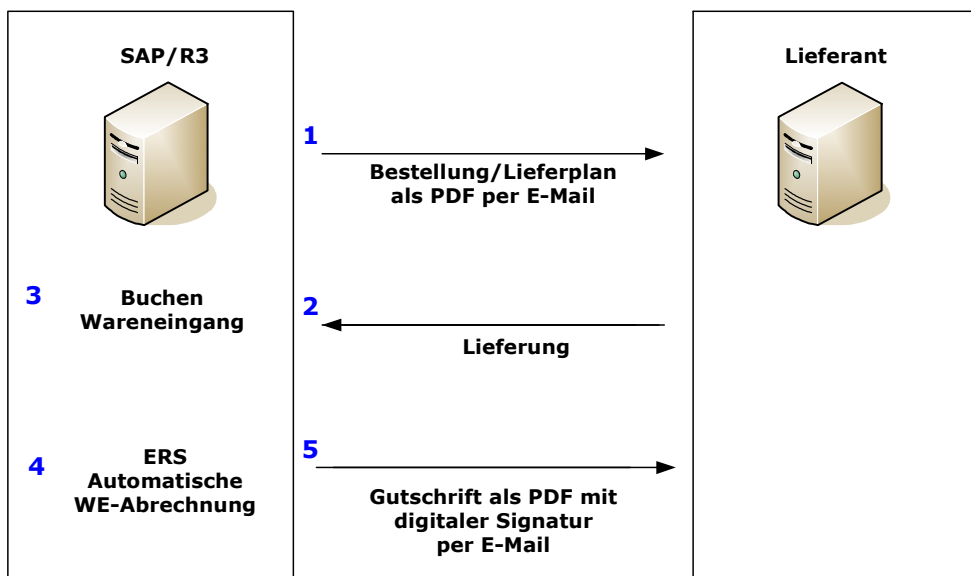 SAP/R3
Lieferant
1
Bestellung/Lieferplan
als PDF per E-Mail
3
Buchen
Wareneingang
2
Lieferung
4
ERS
Automatische
WE-Abrechnung
5
Gutschrift als PDF mit
digitaler Signatur
per E-Mail